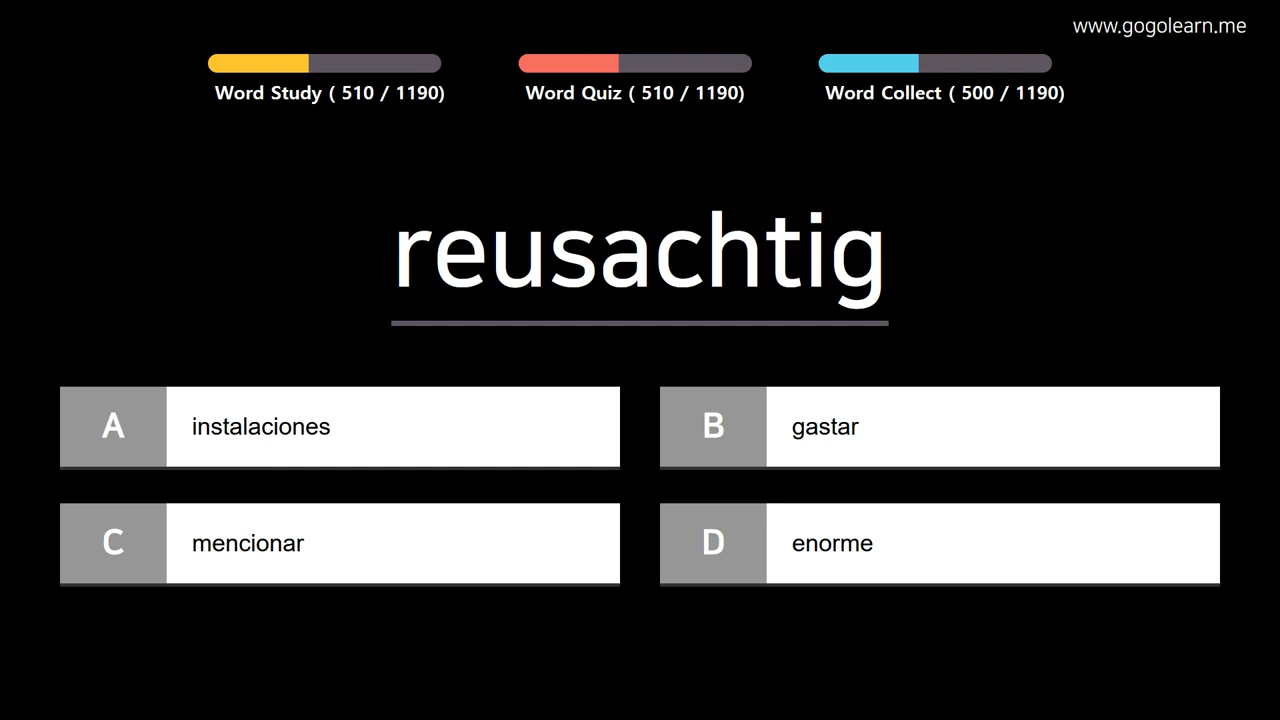 www.gogolearn.me
Word Study ( 510 / 1190)
Word Quiz ( 510 / 1190)
Word Collect ( 500 / 1190)
reusachtig
A instalaciones
B gastar
C mencionar
D enorme